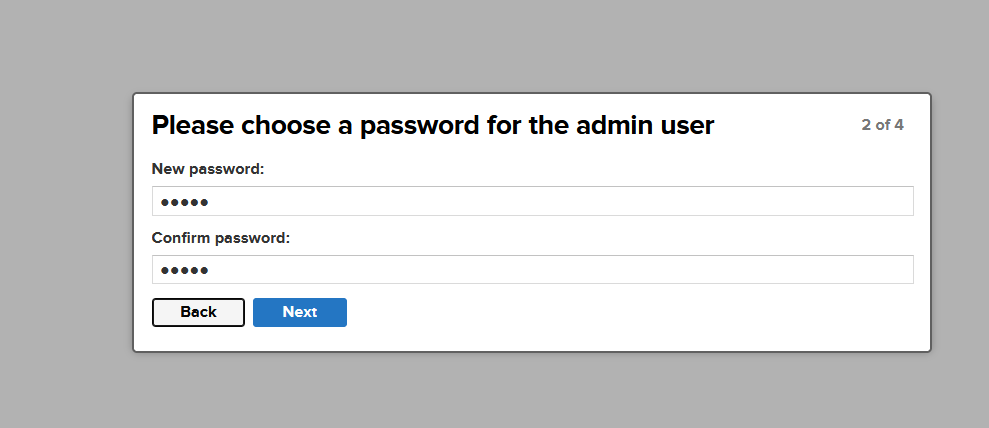 Please choose a password for the admin user
2 of 4
New password:
●●●●●
Confirm password:
●●●●●
Back
Next